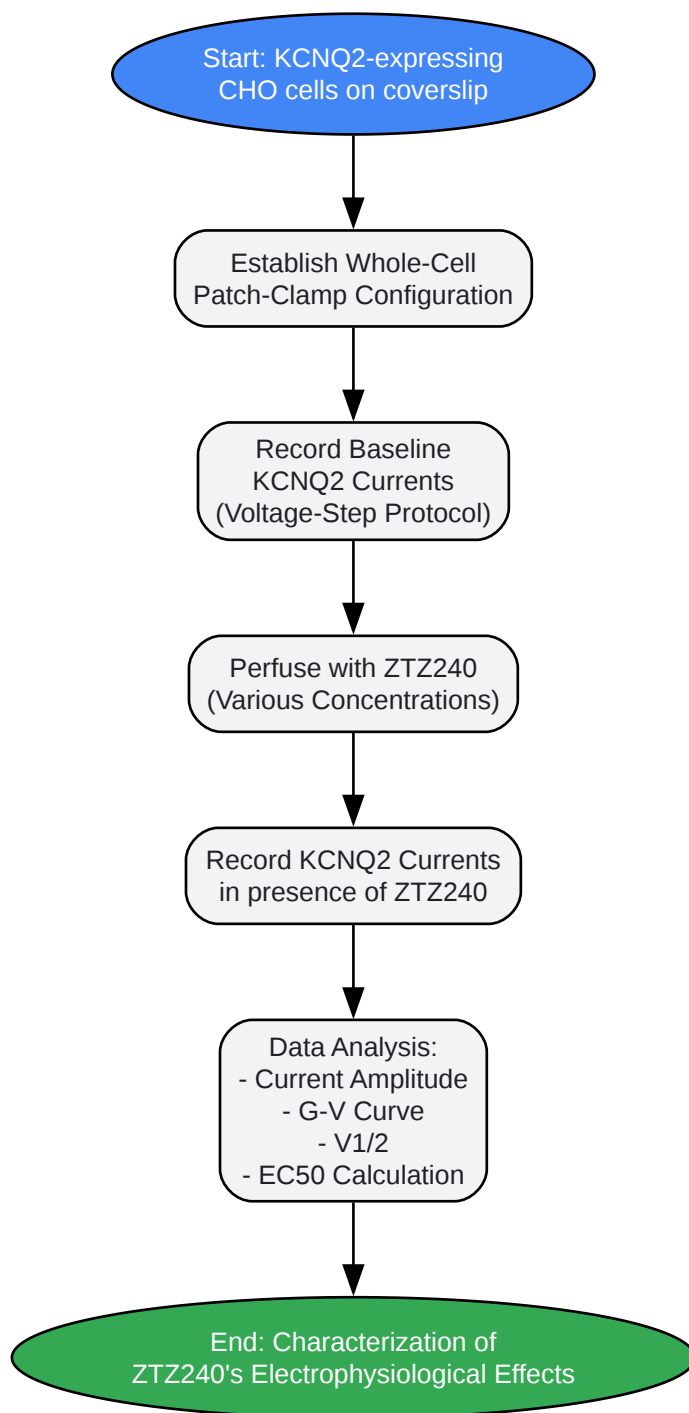 Start: KCNQ2-expressing
CHO cells on coverslip
Establish Whole-Cell
Patch-Clamp Configuration
Record Baseline
KCNQ2 Currents
(Voltage-Step Protocol)
Perfuse with ZTZ240
(Various Concentrations)
Record KCNQ2 Currents
in presence of ZTZ240
Data Analysis:
- Current Amplitude
- G-V Curve
- V1/2
- EC50 Calculation
End: Characterization of
ZTZ240's Electrophysiological Effects